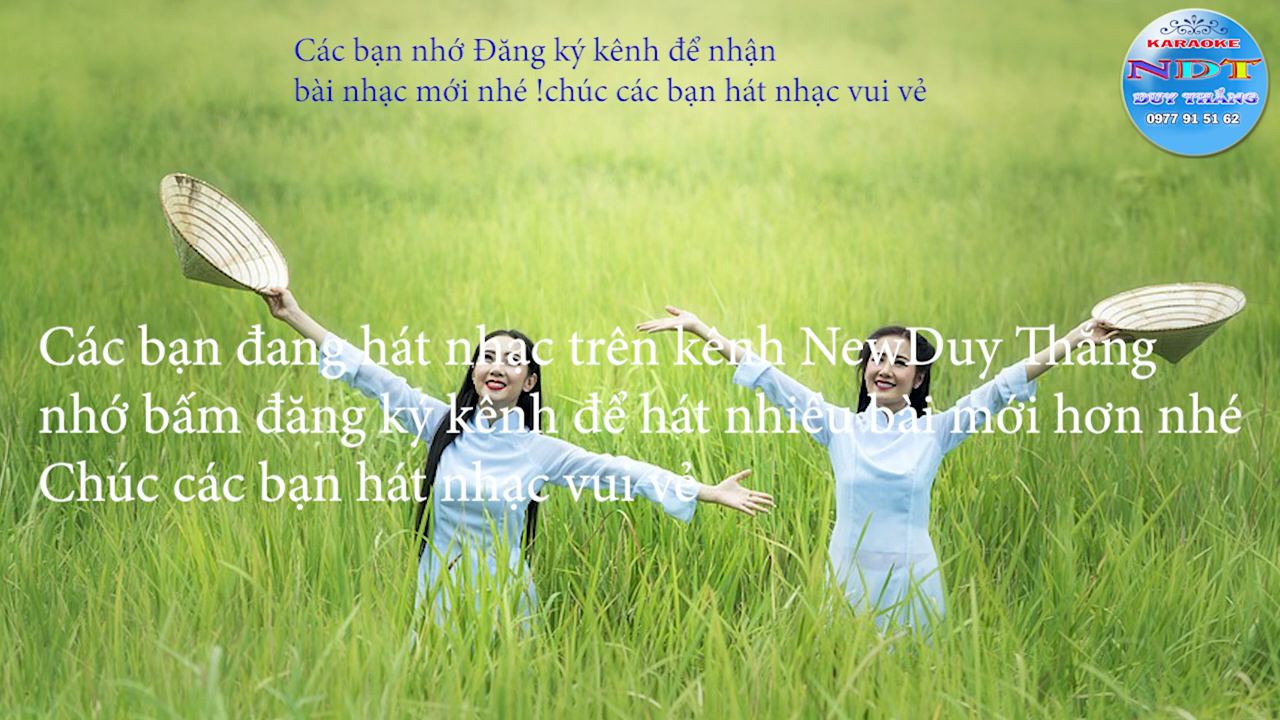 Các bạn nhớ Đăng ký kênh để nhận
bài nhạc mới nhé !chúc các bạn hát nhạc vui vẻ
KARAOKE
NDT
DUY THẮNG
0977 91 51 62
Các bạn đang hát nhạc trên kênh NewDuy Thắng
nhớ bấm đăng ký kênh để hát nhiều bài mới hơn nhé
Chúc các bạn hát nhạc vui vẻ